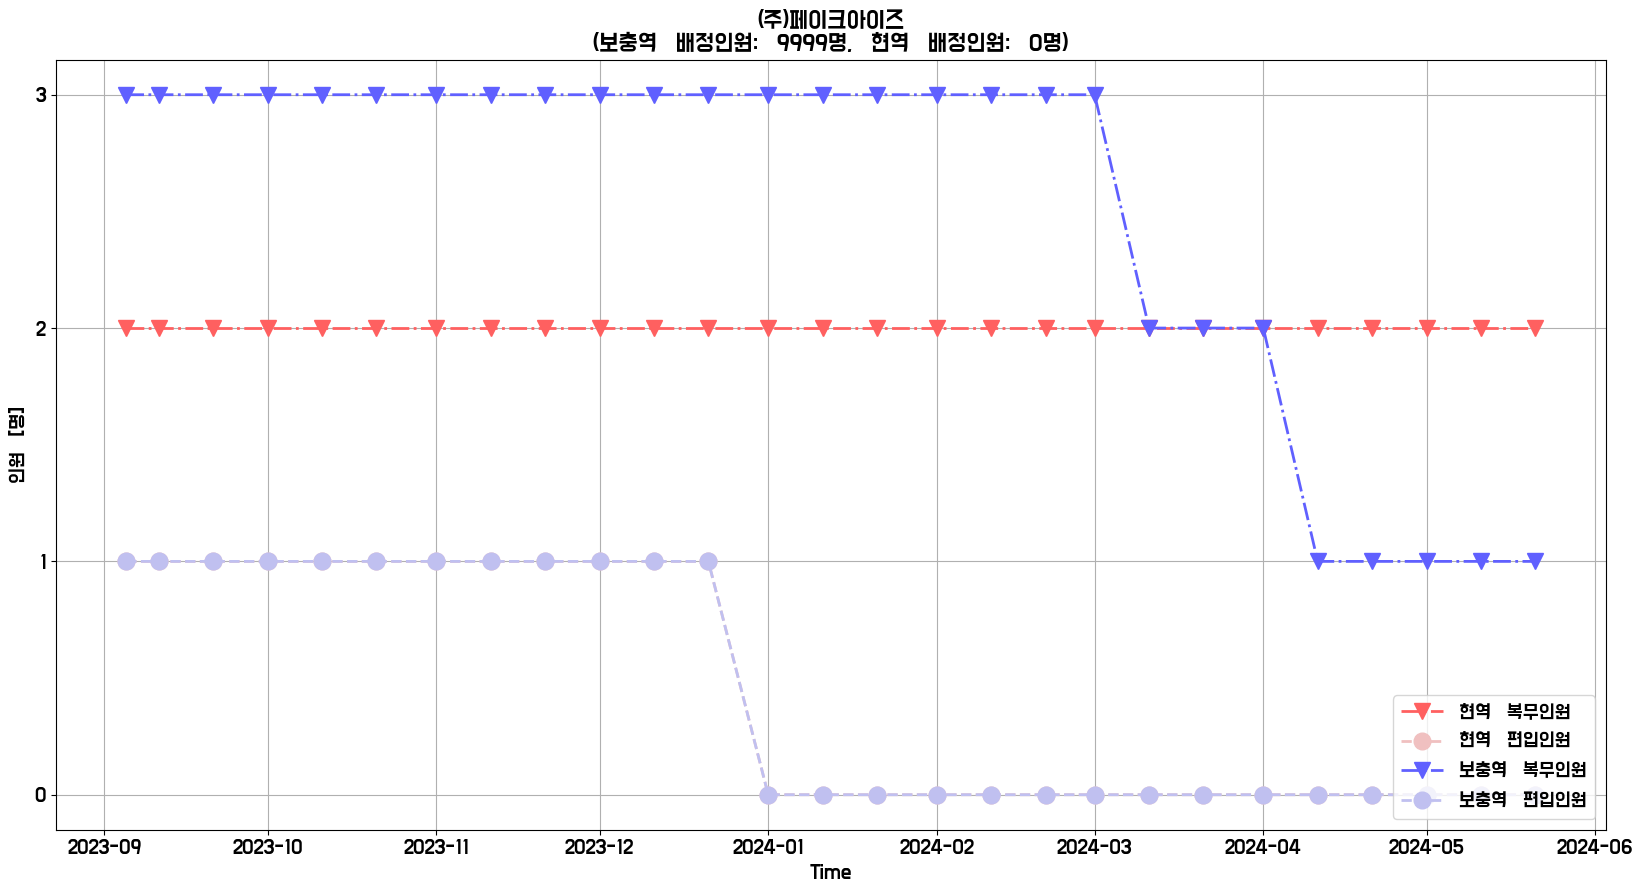 (주)페이크아이즈
(보충역 배정인원: 9999명, 현역 배정인원: 0명)
3
2
1
0
인원 [명]
2023-09 2023-10 2023-11 2023-12 2024-01 2024-02 2024-03 2024-04 2024-05 2024-06
Time
현역 복무인원
현역 편입인원
보충역 복무인원
보충역 편입인원